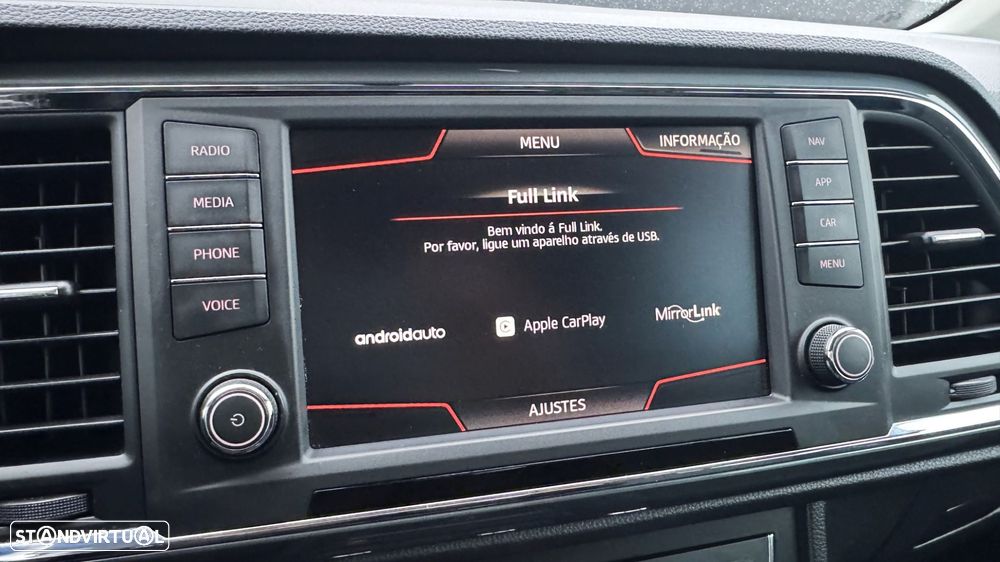 RADIO
MEDIA
PHONE
VOICE
MENU
INFORMAÇÃO
Full Link
Bem vindo á Full Link.
Por favor, ligue um aparelho através de USB.
androidauto
Apple CarPlay
MirrorLink
AJUSTES
NAV
APP
CAR
MENU
STANDVIRTUAL